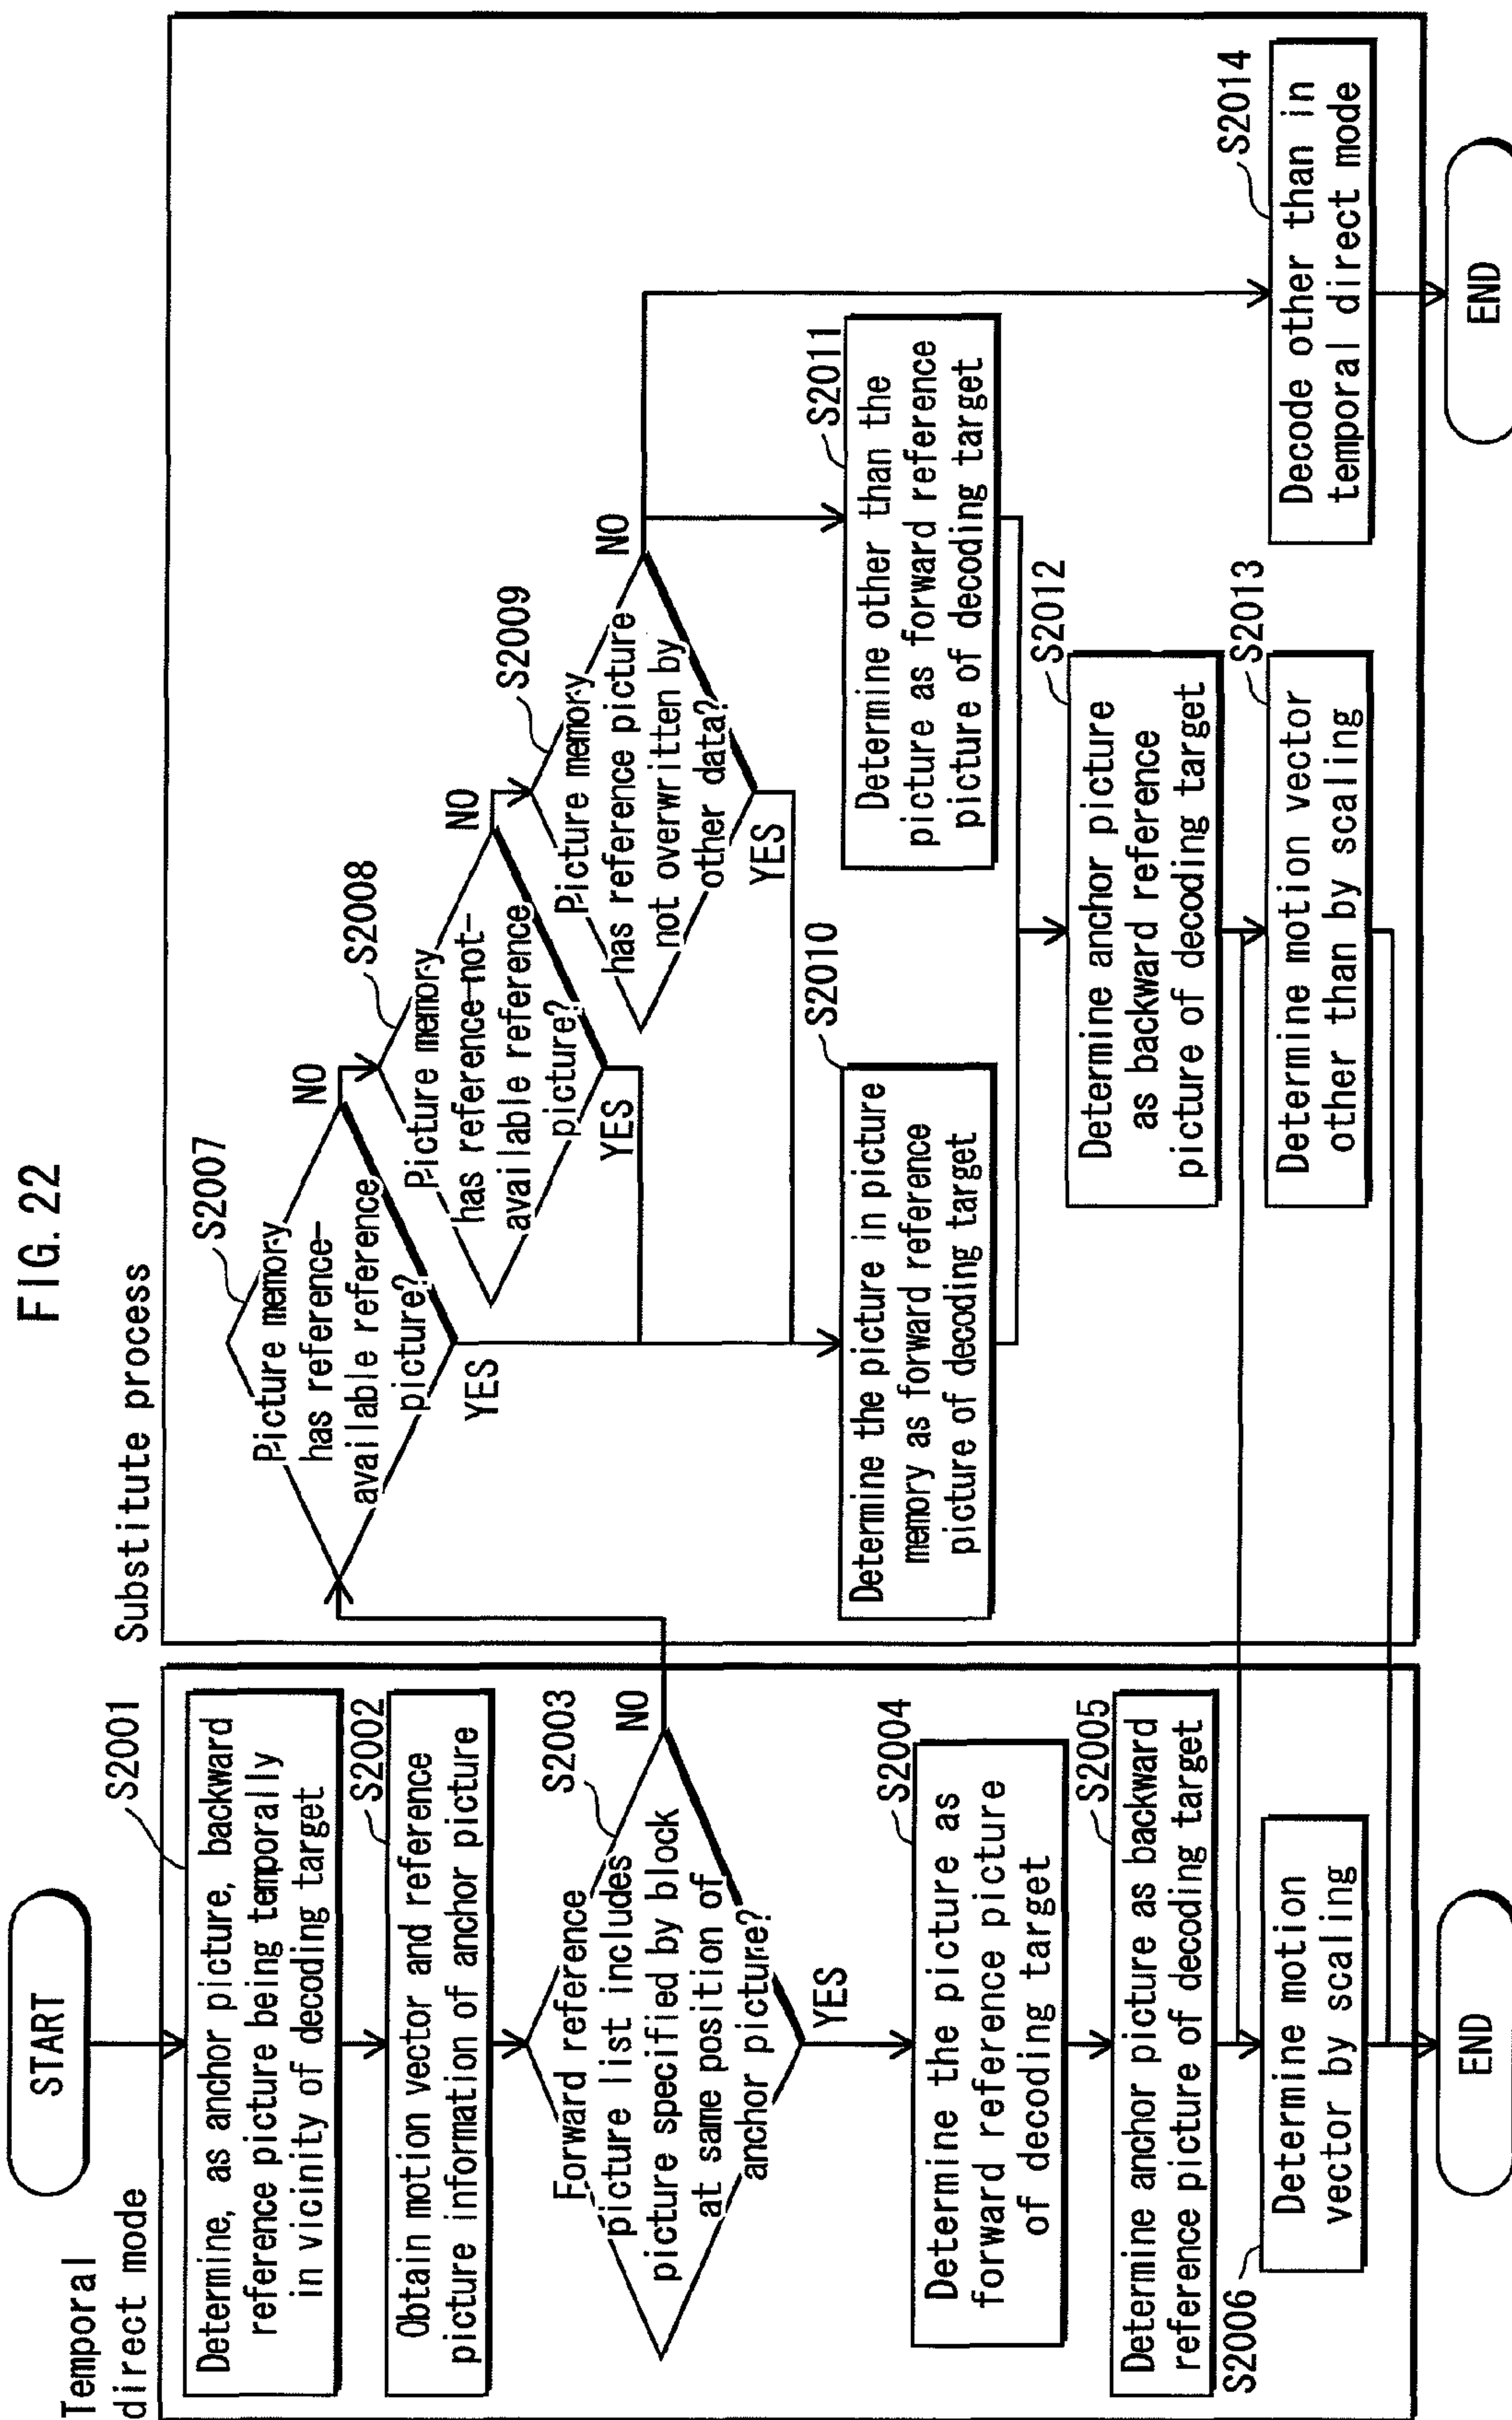 FIG. 22
Temporal
direct mode
START
S2001
Determine, as anchor picture, backward
reference picture being temporally
in vicinity of decoding target
S2002
Obtain motion vector and reference
picture information of anchor picture
S2003
Forward reference
picture list includes
picture specified by block
at same position of
anchor picture?
NO
YES
S2004
Determine the picture as
forward reference picture
of decoding target
S2005
Determine anchor picture as backward
reference picture of decoding target
S2006
Determine motion
vector by scaling
END
Substitute process
S2007
Picture memory
has reference-
available reference
picture?
NO
YES
S2008
Picture memory
has reference-not-
available reference
picture?
NO
YES
S2009
Picture memory
has reference picture
not overwritten by
other data?
NO
YES
S2010
Determine the picture in picture
memory as forward reference
picture of decoding target
S2011
Determine other than the
picture as forward reference
picture of decoding target
S2012
Determine anchor picture
as backward reference
picture of decoding target
S2013
Determine motion vector
other than by scaling
S2014
Decode other than in
temporal direct mode
END